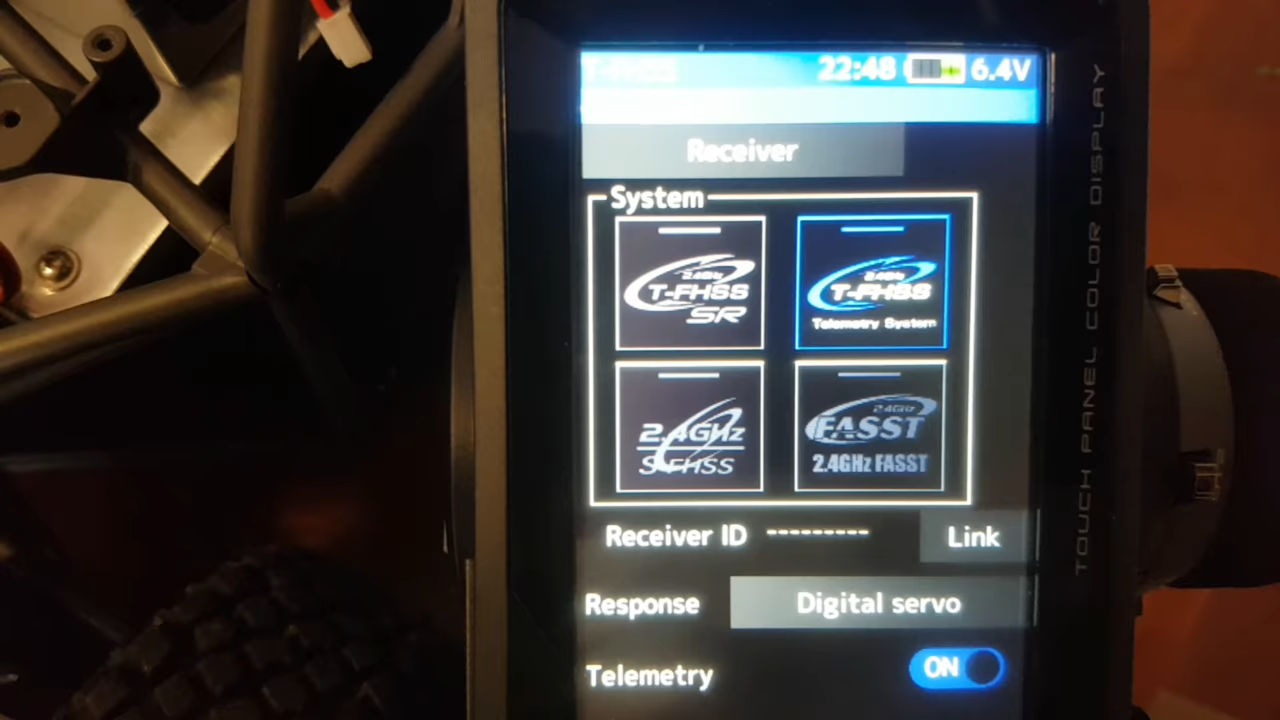 T-FHSS 22:48 6.4V
Receiver
System
2.4GHz
T-FHSS
SR
2.4GHz
T-FHSS
Telemetry System
2.4GHz
S-FHSS
2.4GHz
FASST
2.4GHz FASST
Receiver ID --------- Link
Response Digital servo
Telemetry ON
TOUCH PANEL COLOR DISPLAY